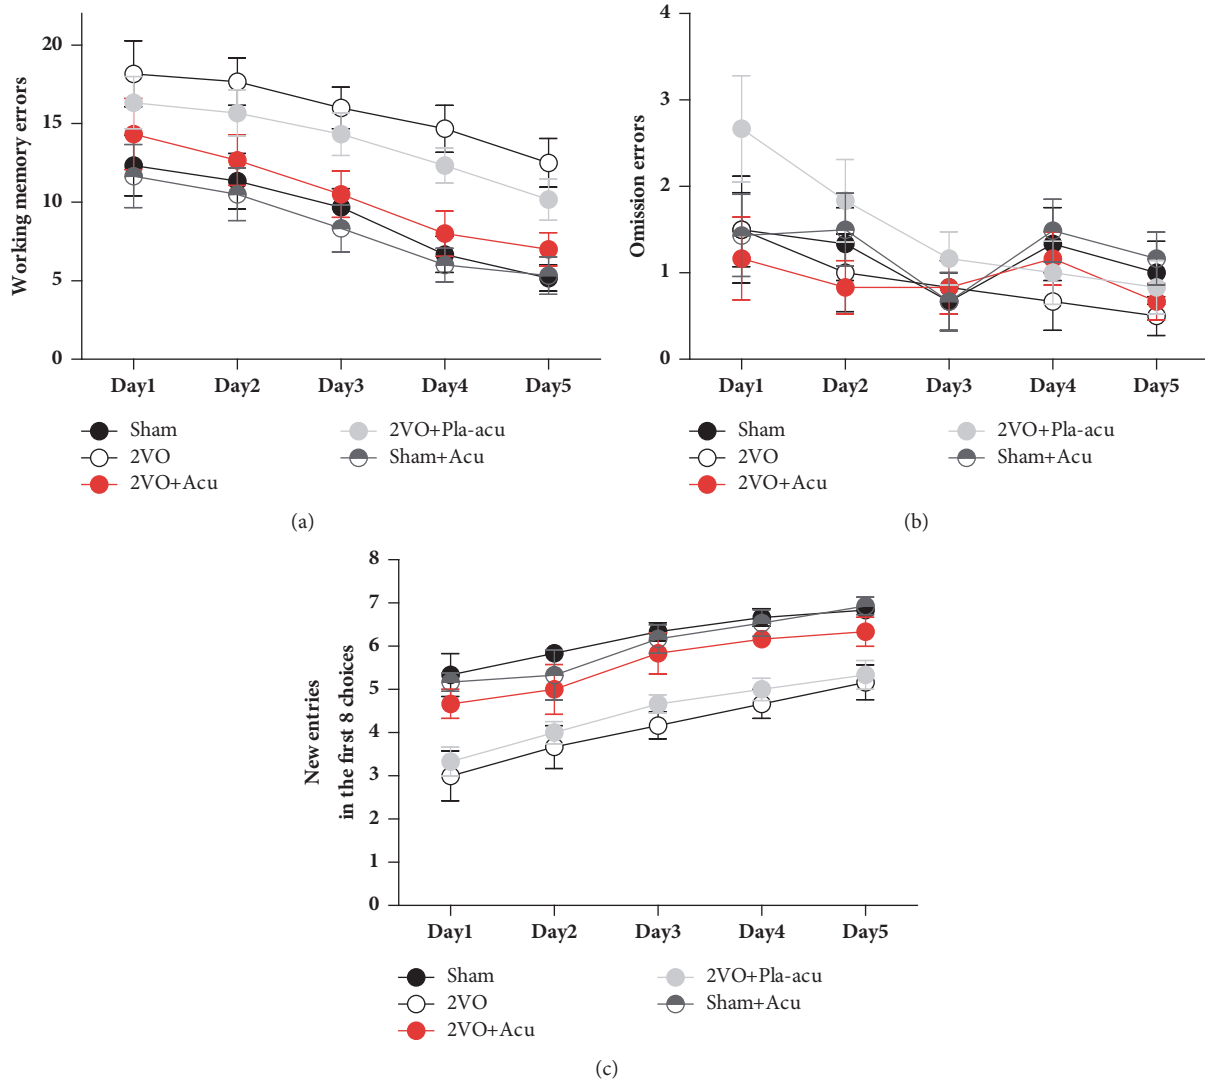 Working memory errors
20
15
10
5
0
Day1 Day2 Day3 Day4 Day5
Sham
2VO
2VO+Acu
2VO+Pla-acu
Sham+Acu
(a)
Omission errors
4
3
2
1
0
Day1 Day2 Day3 Day4 Day5
Sham
2VO
2VO+Acu
2VO+Pla-acu
Sham+Acu
(b)
New entries
in the first 8 choices
8
7
6
5
4
3
2
1
0
Day1 Day2 Day3 Day4 Day5
Sham
2VO
2VO+Acu
2VO+Pla-acu
Sham+Acu
(c)